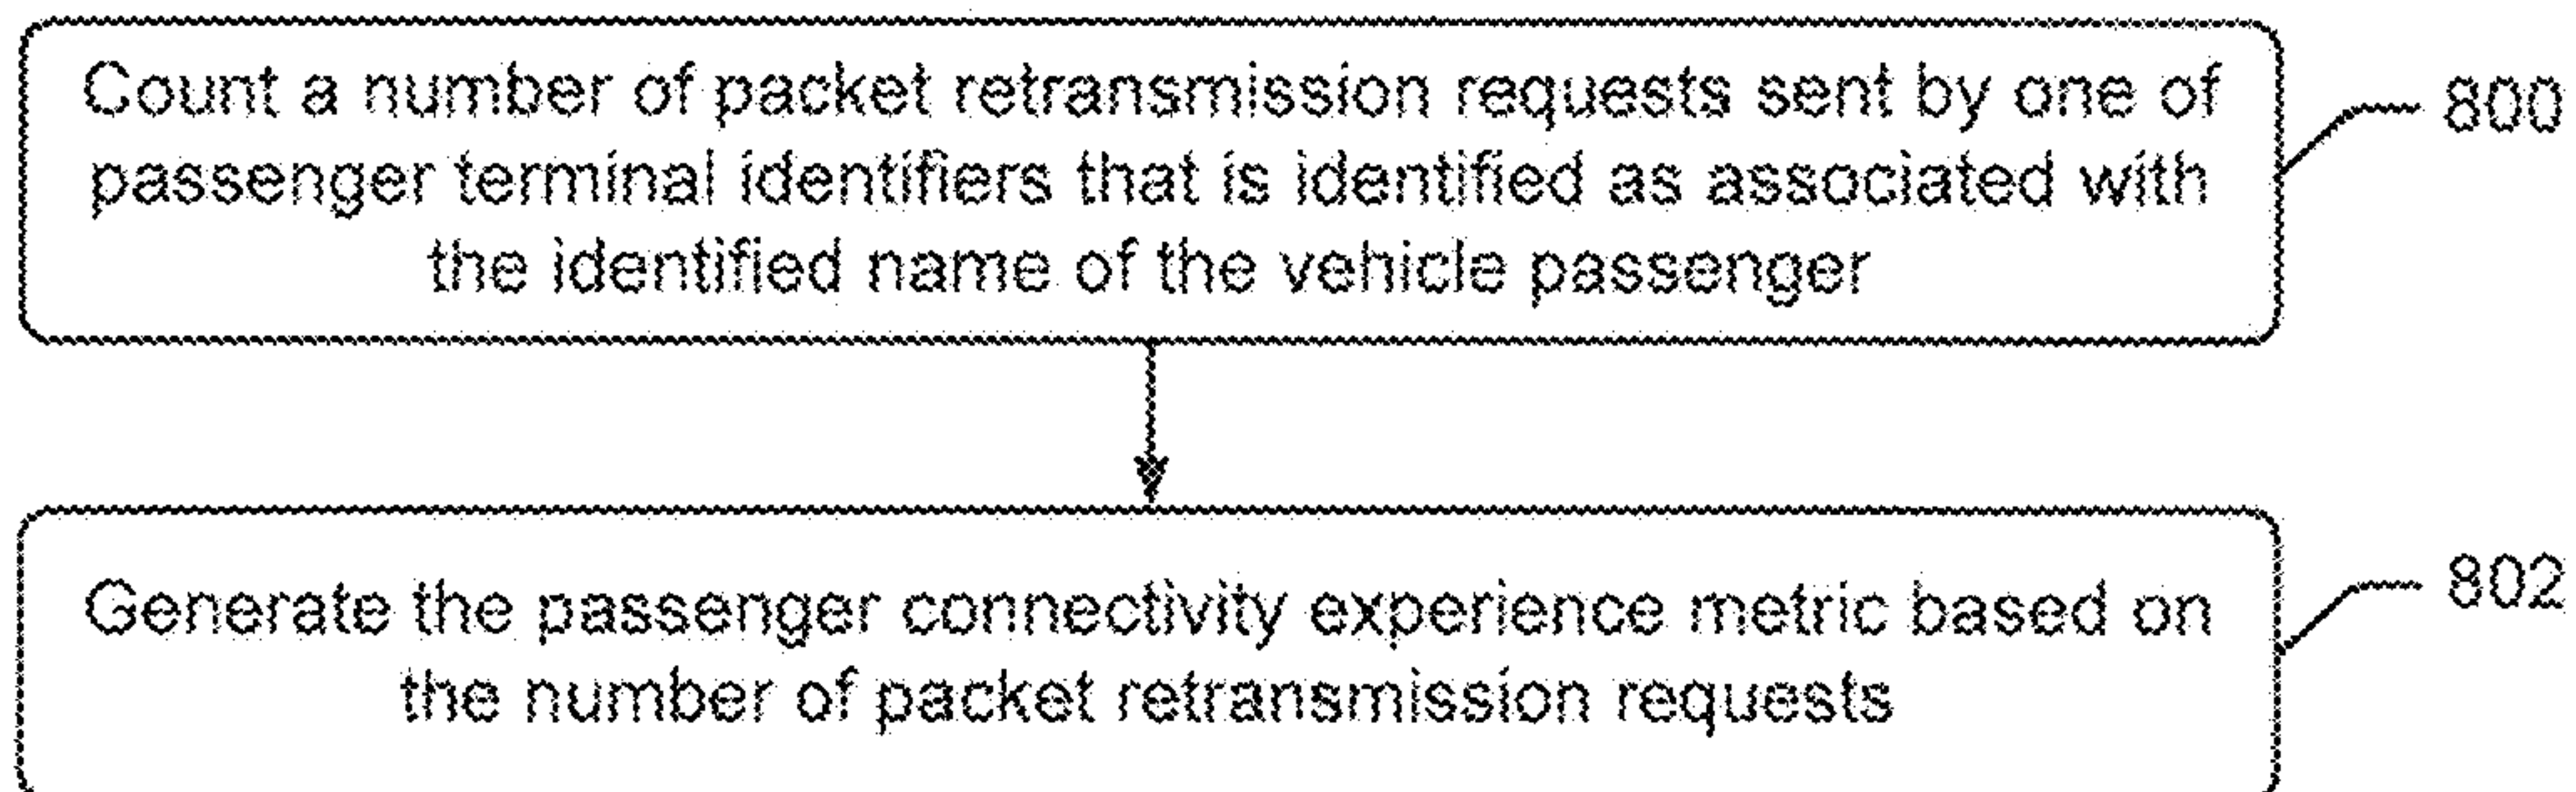 Count a number of packet retransmission requests sent by one of
passenger terminal identifiers that is identified as associated with
the identified name of the vehicle passenger
800
Generate the passenger connectivity experience metric based on
the number of packet retransmission requests
802